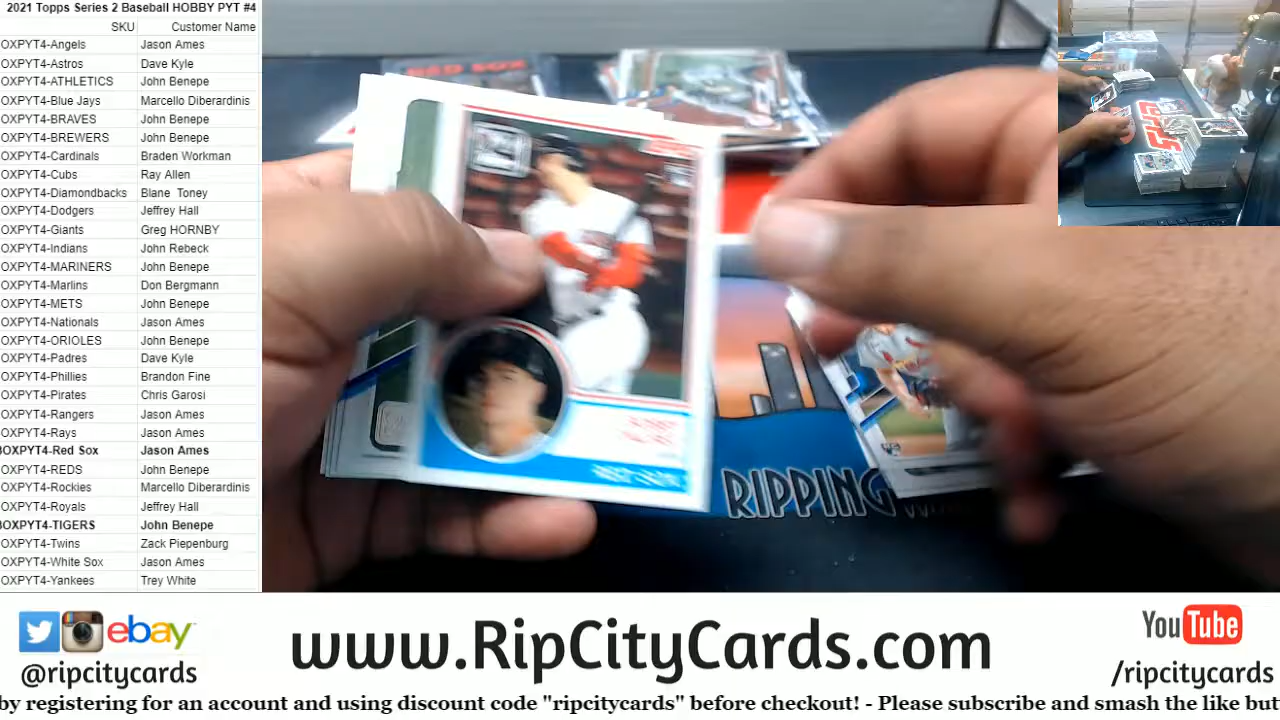 2021 Topps Series 2 Baseball HOBBY PYT #4
SKU Customer Name
OXPYT4-Angels Jason Ames
OXPYT4-Astros Dave Kyle
OXPYT4-ATHLETICS John Benepe
OXPYT4-Blue Jays Marcello Diberardinis
OXPYT4-BRAVES John Benepe
OXPYT4-BREWERS John Benepe
OXPYT4-Cardinals Braden Workman
OXPYT4-Cubs Ray Allen
OXPYT4-Diamondbacks Blane Toney
OXPYT4-Dodgers Jeffrey Hall
OXPYT4-Giants Greg HORNBY
OXPYT4-Indians John Rebeck
OXPYT4-MARINERS John Benepe
OXPYT4-Marlins Don Bergmann
OXPYT4-METS John Benepe
OXPYT4-Nationals Jason Ames
OXPYT4-ORIOLES John Benepe
OXPYT4-Padres Dave Kyle
OXPYT4-Phillies Brandon Fine
OXPYT4-Pirates Chris Garosi
OXPYT4-Rangers Jason Ames
OXPYT4-Rays Jason Ames
BOXPYT4-Red Sox Jason Ames
OXPYT4-REDS John Benepe
OXPYT4-Rockies Marcello Diberardinis
OXPYT4-Royals Jeffrey Hall
BOXPYT4-TIGERS John Benepe
OXPYT4-Twins Zack Piepenburg
OXPYT4-White Sox Jason Ames
OXPYT4-Yankees Trey White
RED SOX
RED SOX
RIPPING
ebay
@ripcitycards
www.RipCityCards.com
YouTube
/ripcitycards
by registering for an account and using discount code "ripcitycards" before checkout! - Please subscribe and smash the like but